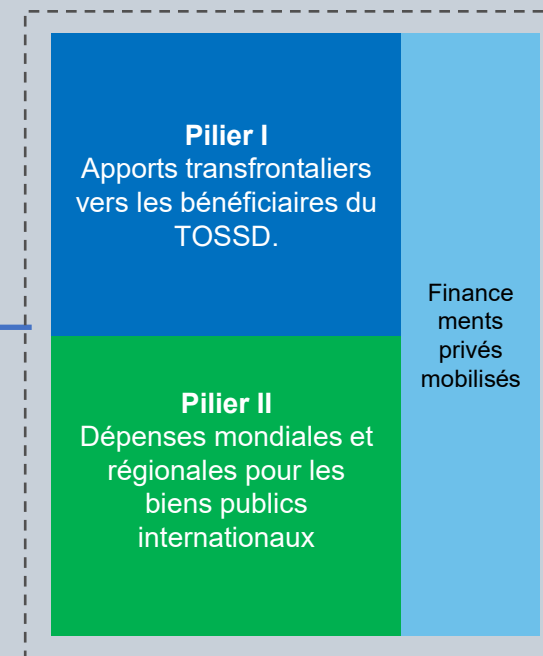 Pilier I
Apports transfrontaliers
vers les bénéficiaires du
TOSSD.
Finance
ments
privés
mobilisés
Pilier II
Dépenses mondiales et
régionales pour les
biens publics
internationaux